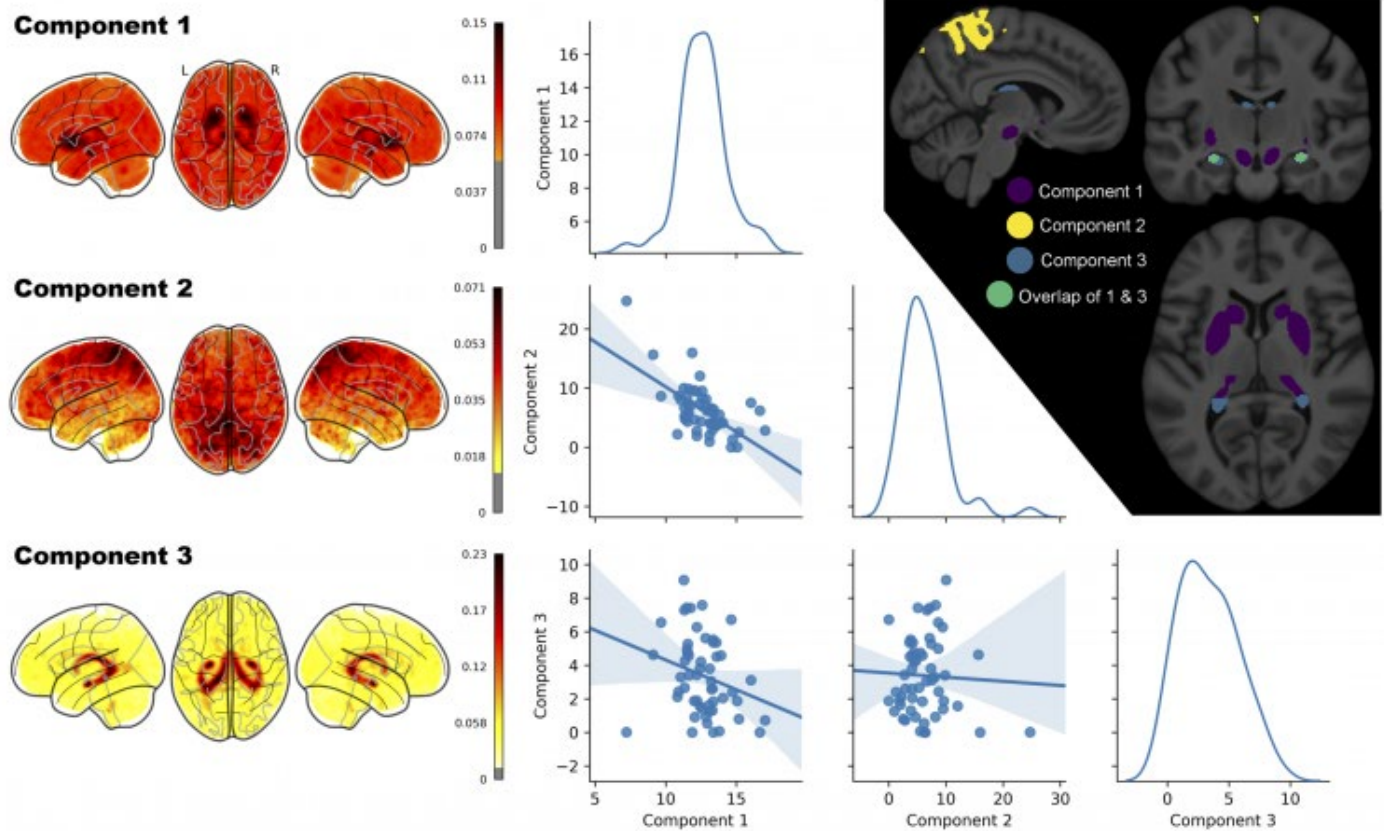 Component 1
L R
0.15
0.11
0.074
0.037
0
Component 1
16
14
12
10
8
6
Component 1
Component 2
Component 3
Overlap of 1 & 3
Component 2
0.071
0.053
0.035
0.018
0
Component 2
20
10
0
−10
Component 3
0.23
0.17
0.12
0.058
0
Component 3
10
8
6
4
2
0
−2
5 10 15
Component 1
0 10 20 30
Component 2
0 5 10
Component 3